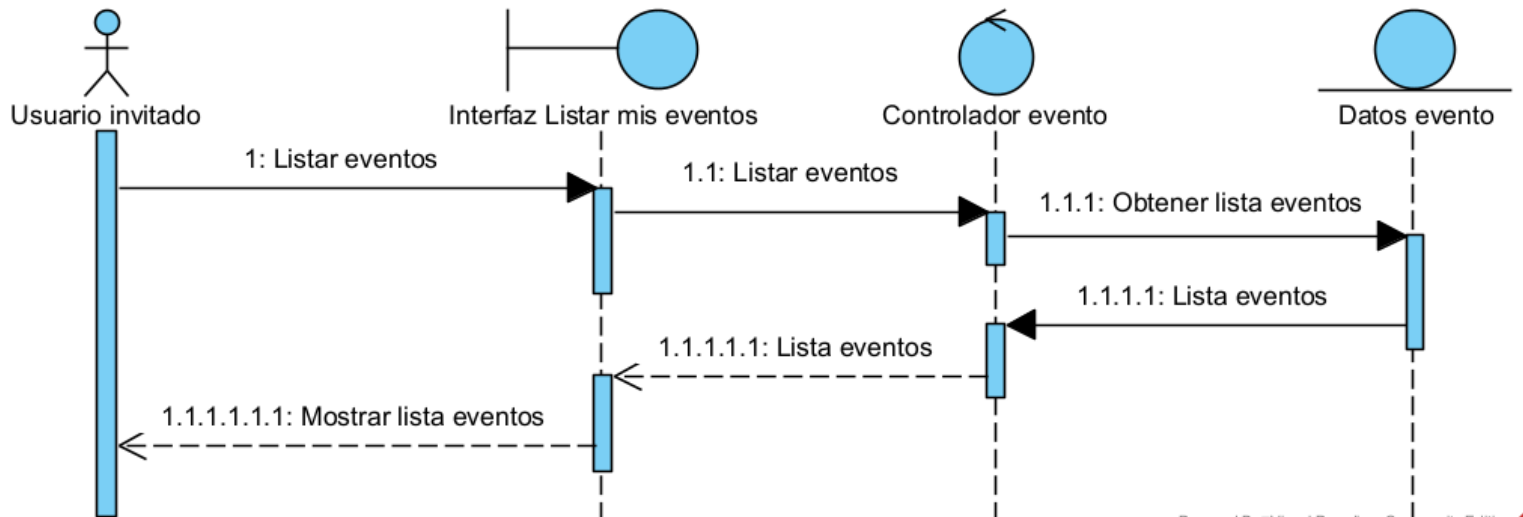 Usuario invitado
Interfaz Listar mis eventos
Controlador evento
Datos evento
1: Listar eventos
1.1: Listar eventos
1.1.1: Obtener lista eventos
1.1.1.1: Lista eventos
1.1.1.1.1: Lista eventos
1.1.1.1.1.1: Mostrar lista eventos